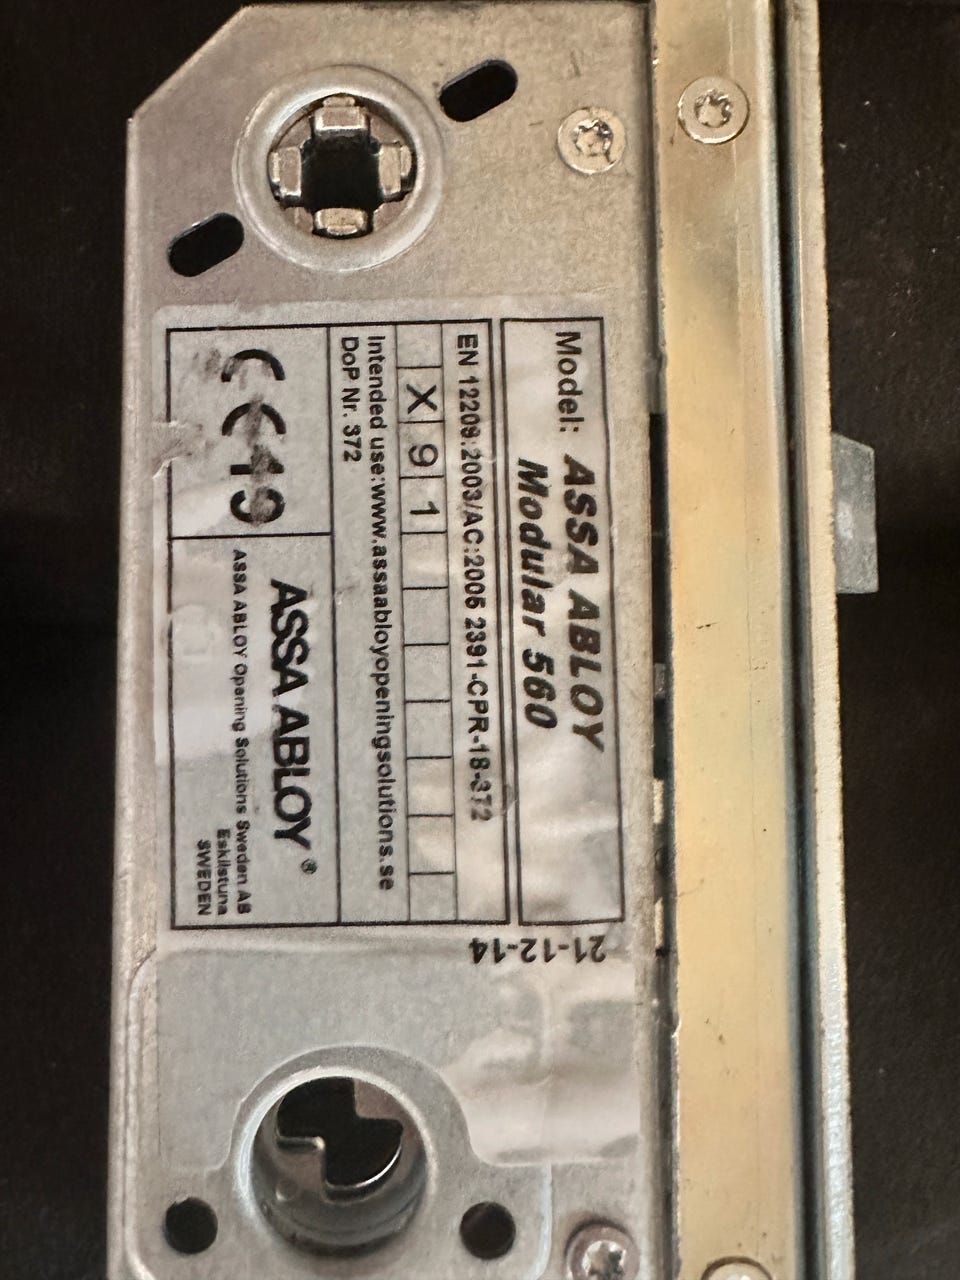 Model: ASSA ABLOY
Modular 560
EN 12209:2003/AC:2005 2391-CPR-18-372
X 9 1
Intended use:www.assaabloyopeningsolutions.se
DoP Nr. 372
CE 19
ASSA ABLOY®
ASSA ABLOY Opening Solutions Sweden AB
Eskilstuna
SWEDEN
21-12-14